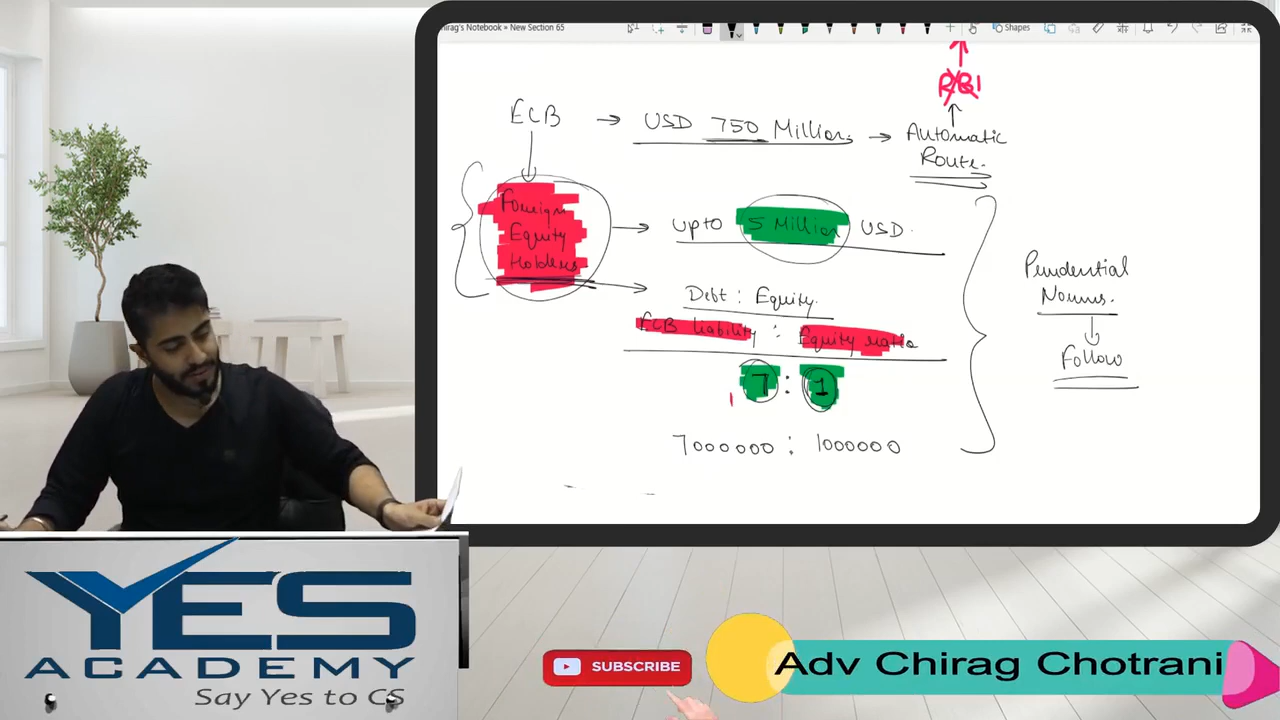 hirag's Notebook » New Section 65
Shapes
RBI
ECB → USD 750 Million → Automatic
Route.
Foreign
Equity
Holders
→ upto 5 Million USD.
Debt : Equity.
ECB liability : Equity ratio
7 : 1
7000000 : 1000000
Prudential
Norms.
Follow
YES
ACADEMY
Say Yes to CS
SUBSCRIBE
Adv Chirag Chotrani